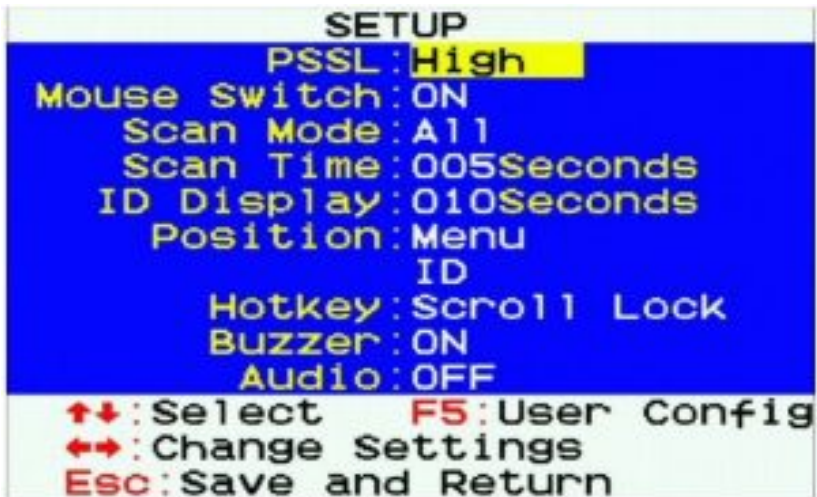 SETUP
PSSL:High
Mouse Switch:ON
Scan Mode:All
Scan Time:005Seconds
ID Display:010Seconds
Position:Menu
ID
Hotkey:Scroll Lock
Buzzer:ON
Audio:OFF
↑↓:Select F5:User Config
←→:Change Settings
Esc:Save and Return